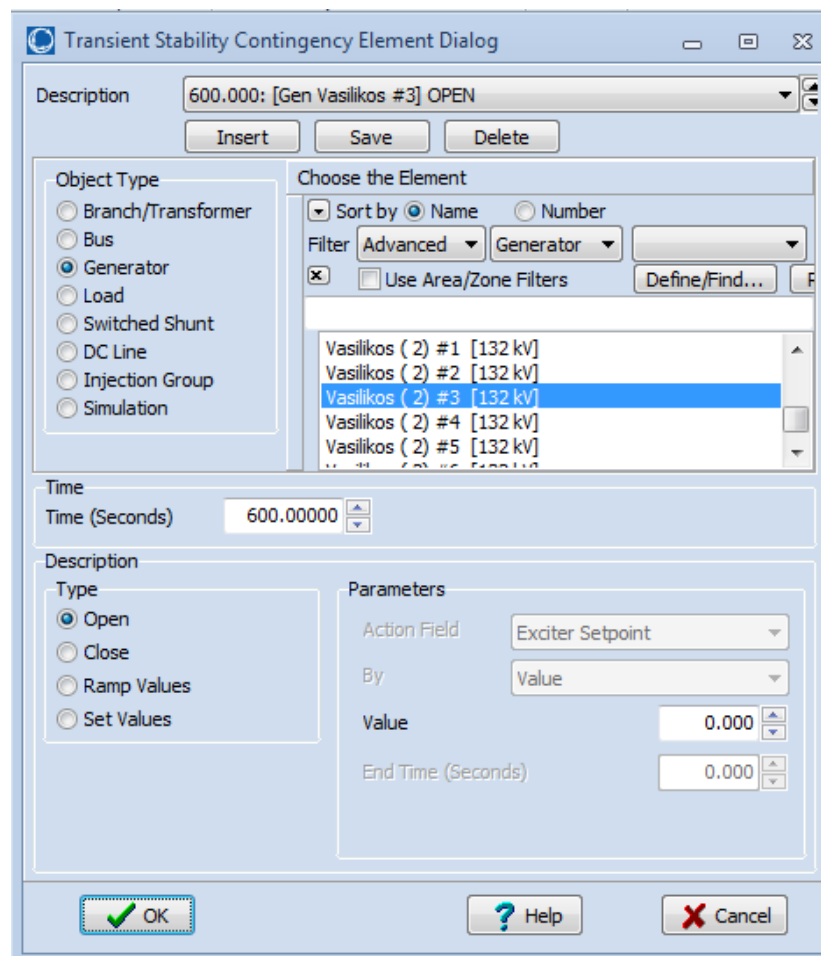 Transient Stability Contingency Element Dialog
Description 600.000: [Gen Vasilikos #3] OPEN
Insert Save Delete
Object Type
Branch/Transformer
Bus
Generator
Load
Switched Shunt
DC Line
Injection Group
Simulation
Choose the Element
Sort by Name Number
Filter Advanced Generator
Use Area/Zone Filters Define/Find...
Vasilikos ( 2) #1 [132 kV]
Vasilikos ( 2) #2 [132 kV]
Vasilikos ( 2) #3 [132 kV]
Vasilikos ( 2) #4 [132 kV]
Vasilikos ( 2) #5 [132 kV]
Time
Time (Seconds) 600.00000
Description
Type
Open
Close
Ramp Values
Set Values
Parameters
Action Field Exciter Setpoint
By Value
Value 0.000
End Time (Seconds) 0.000
OK Help Cancel